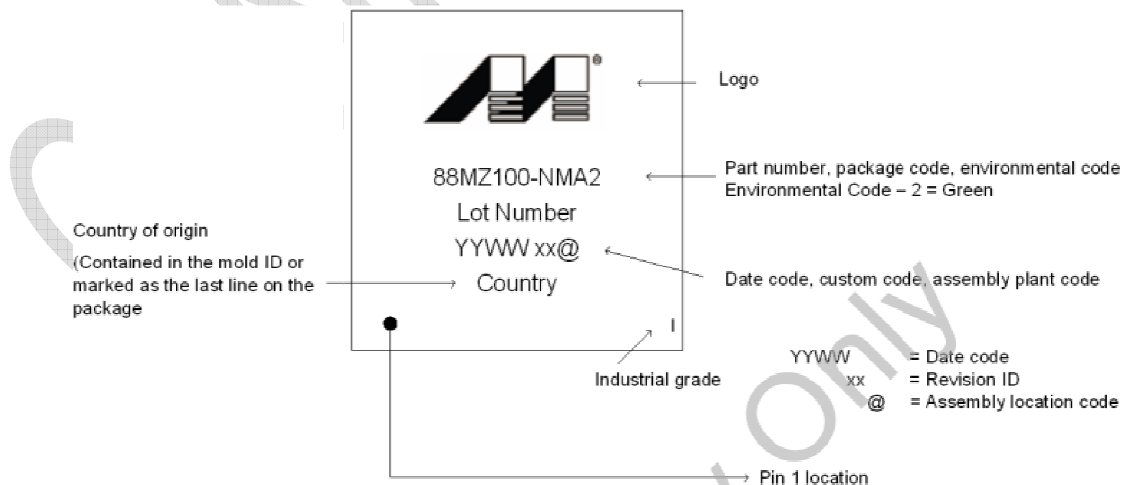 ®
Logo
88MZ100-NMA2
Part number, package code, environmental code
Environmental Code – 2 = Green
Lot Number
Country of origin
YYWW xx@
(Contained in the mold ID or
marked as the last line on the
package
Country
Date code, custom code, assembly plant code
I
Industrial grade
YYWW = Date code
xx = Revision ID
@ = Assembly location code
Pin 1 location
Only